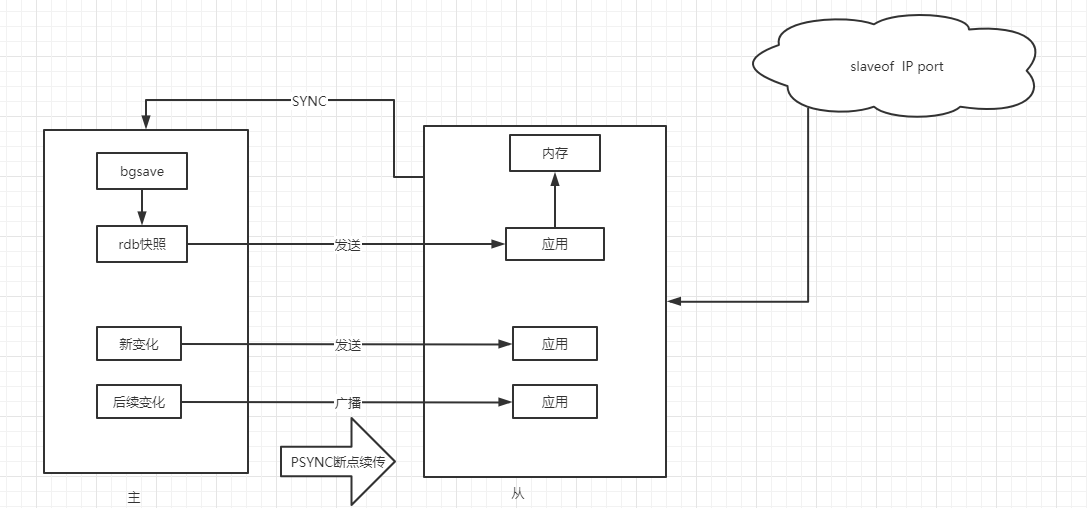 slaveof IP port
SYNC
bgsave
内存
rdb快照
发送
应用
新变化
发送
应用
后续变化
广播
应用
PSYNC断点续传
主
从